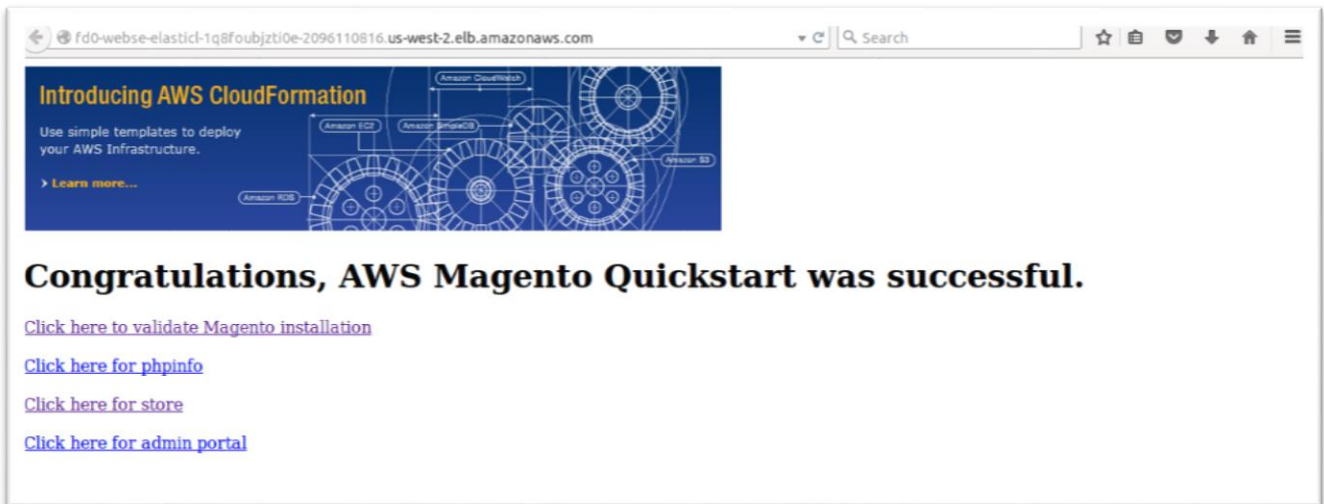 fd0-webse-elasticl-1q8foubjzti0e-2096110816.us-west-2.elb.amazonaws.com
Search
Introducing AWS CloudFormation
Use simple templates to deploy
your AWS Infrastructure.
› Learn more...
Amazon CloudWatch
Amazon EC2
Amazon SimpleDB
Amazon S3
Amazon RDS
Congratulations, AWS Magento Quickstart was successful.
Click here to validate Magento installation
Click here for phpinfo
Click here for store
Click here for admin portal